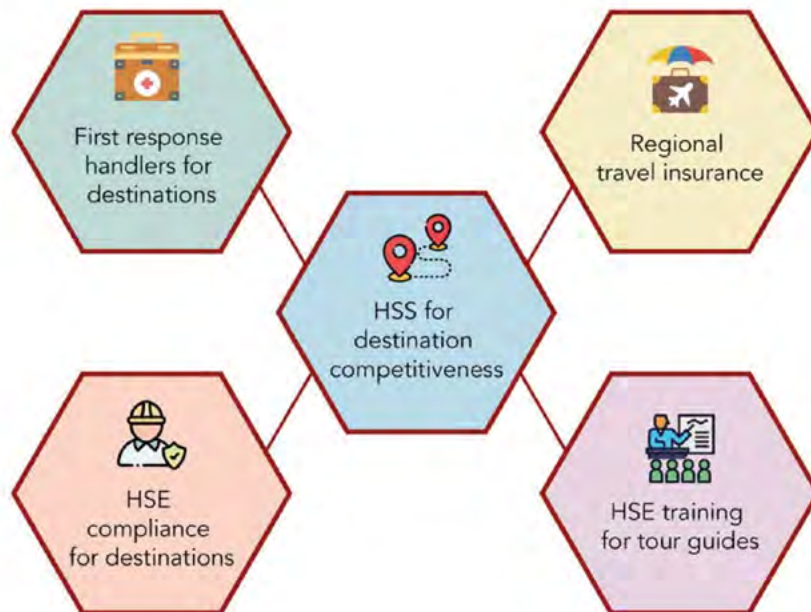 First response
handlers for
destinations
Regional
travel insurance
HSS for
destination
competitiveness
HSE
compliance
for destinations
HSE training
for tour guides